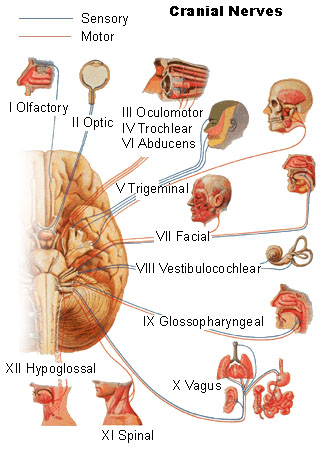 Cranial Nerves
Sensory
Motor
I Olfactory
II Optic
III Oculomotor
IV Trochlear
VI Abducens
V Trigeminal
VII Facial
VIII Vestibulocochlear
IX Glossopharyngeal
X Vagus
XII Hypoglossal
XI Spinal